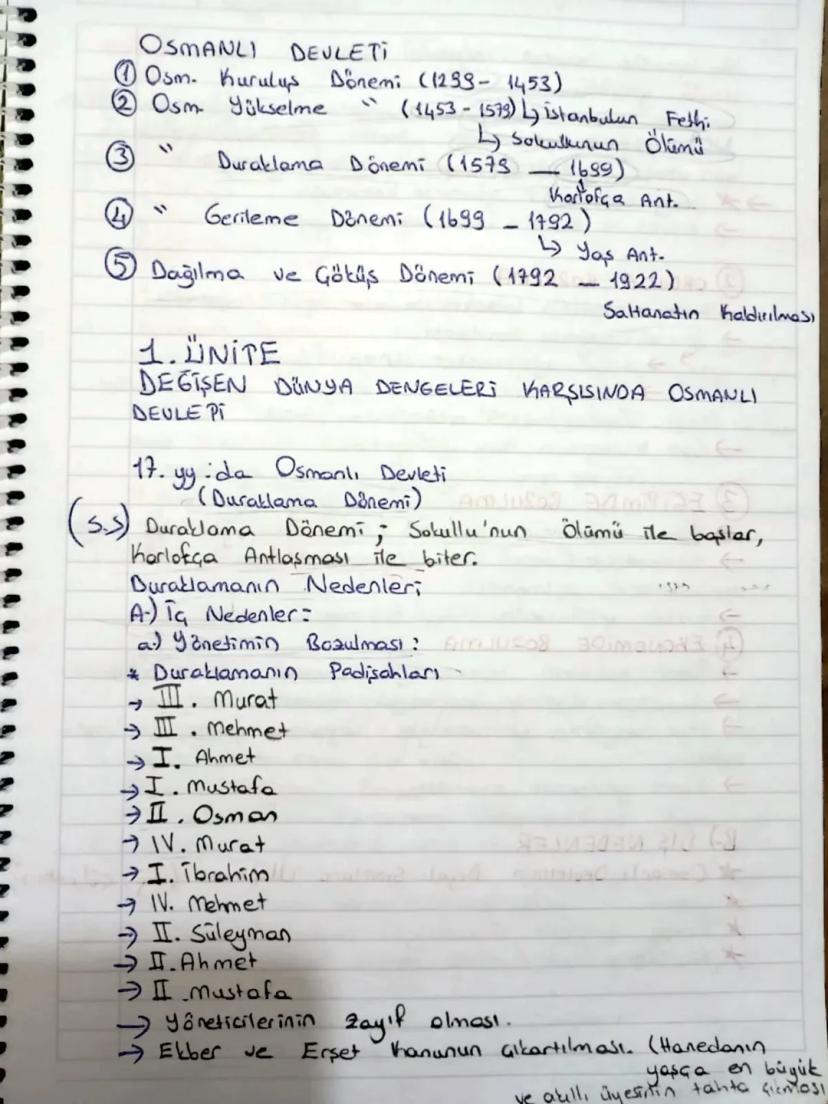 OSMANLI DEVLETİ
① Osm. Kuruluş Dönemi (1299 - 1453)
② Osm. Yükselme " (1453 - 1579) ↳ İstanbulun Fethi
↳ Sokullunun Ölümü
③ " Duraklama Dönemi (1579 — 1699)
Karlofça Ant.
④ " Gerileme Dönemi (1699 - 1792)
↳ Yaş Ant.
⑤ Dağılma ve Çöküş Dönemi (1792 - 1922)
Saltanatın Kaldırılması
1. ÜNİTE
DEĞİŞEN DÜNYA DENGELERİ KARŞISINDA OSMANLI
DEVLETİ
17. yy.'da Osmanlı Devleti
(Duraklama Dönemi)
(S.S) Duraklama Dönemi; Sokullu'nun Ölümü ile başlar,
Karlofça Antlaşması ile biter.
Duraklamanın Nedenleri;
A-) İç Nedenler:
a) Yönetimin Bozulması:
* Duraklamanın Padişahları
→ III. Murat
→ III. Mehmet
→ I. Ahmet
→ I. Mustafa
→ II. Osman
→ IV. Murat
→ I. İbrahim
→ IV. Mehmet
→ II. Süleyman
→ II. Ahmet
→ II. Mustafa
→ Yöneticilerinin zayıf olması.
→ Ekber ve Erşet Kanunun çıkartılması. (Hanedanın
yaşça en büyük
ve akıllı üyesinin tahta çıkması